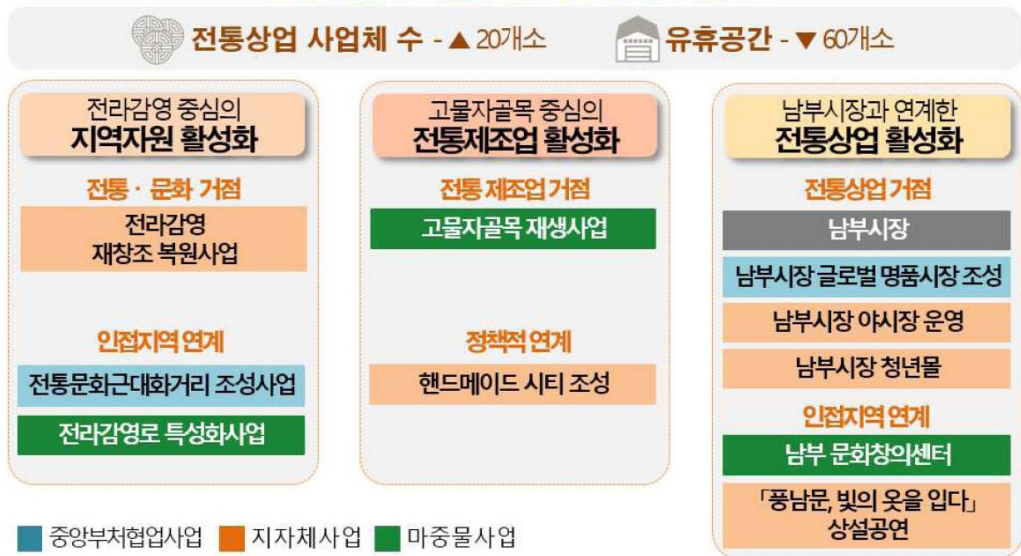 전통상업 사업체 수 - ▲ 20개소
유휴공간 - ▼ 60개소
전라감영 중심의
지역자원 활성화
전통 · 문화 거점
전라감영
재창조 복원사업
인접지역 연계
전통문화근대화거리 조성사업
전라감영로 특성화사업
고물자골목 중심의
전통제조업 활성화
전통 제조업 거점
고물자골목 재생사업
정책적 연계
핸드메이드 시티 조성
남부시장과 연계한
전통상업 활성화
전통상업 거점
남부시장
남부시장 글로벌 명품시장 조성
남부시장 야시장 운영
남부시장 청년몰
인접지역 연계
남부 문화창의센터
「풍남문, 빛의 옷을 입다」
상설공연
중앙부처협업사업 지자체사업 마중물사업